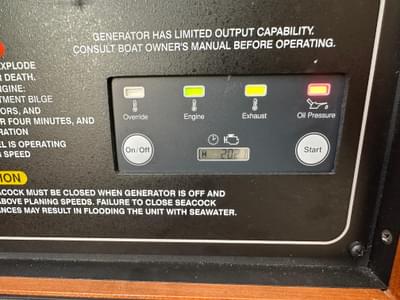 GENERATOR HAS LIMITED OUTPUT CAPABILITY.
CONSULT BOAT OWNER'S MANUAL BEFORE OPERATING.
EXPLODE
DEATH.
ENGINE:
TMENT BILGE
ORS, AND
FOUR MINUTES, AND
RATION
EL IS OPERATING
SPEED
Override
Engine
Exhaust
Oil Pressure
On/Off
H
Start
ION
ACOCK MUST BE CLOSED WHEN GENERATOR IS OFF AND
ABOVE PLANING SPEEDS. FAILURE TO CLOSE SEACOCK
ANCES MAY RESULT IN FLOODING THE UNIT WITH SEAWATER.